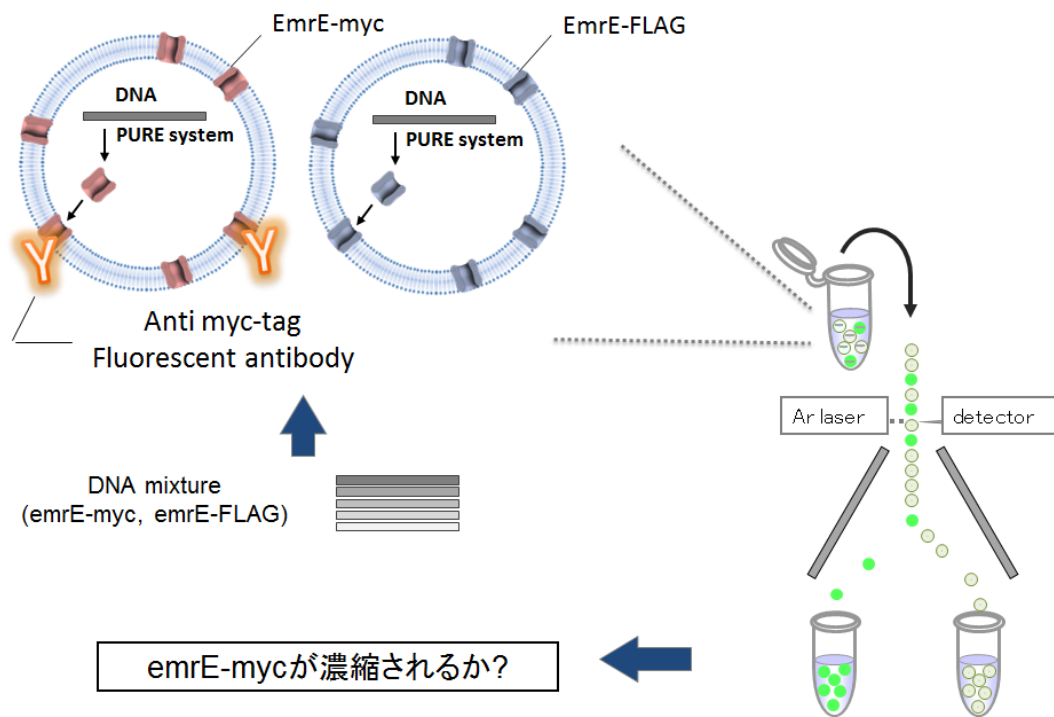 EmrE-myc
EmrE-FLAG
DNA
PURE system
DNA
PURE system
Y
Y
Anti myc-tag
Fluorescent antibody
Ar laser
detector
DNA mixture
(emrE-myc, emrE-FLAG)
emrE-mycが濃縮されるか?